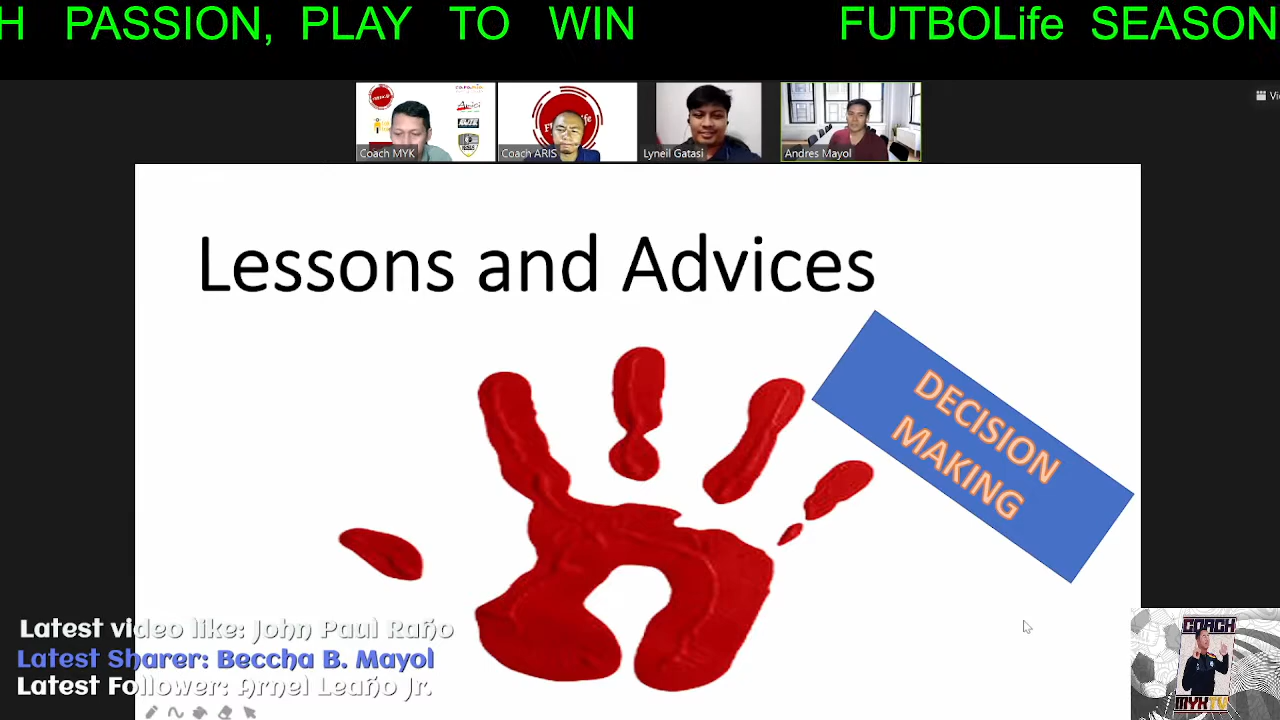 H PASSION, PLAY TO WIN FUTBOLife SEASON
Coach MYK
Coach ARIS
Lyneil Gatasi
Andres Mayol
Lessons and Advices
DECISION
MAKING
Latest video like: John Paul Raño
Latest Sharer: Beccha B. Mayol
Latest Follower: Arnel Leaño Jr.
COACH
MYKTV